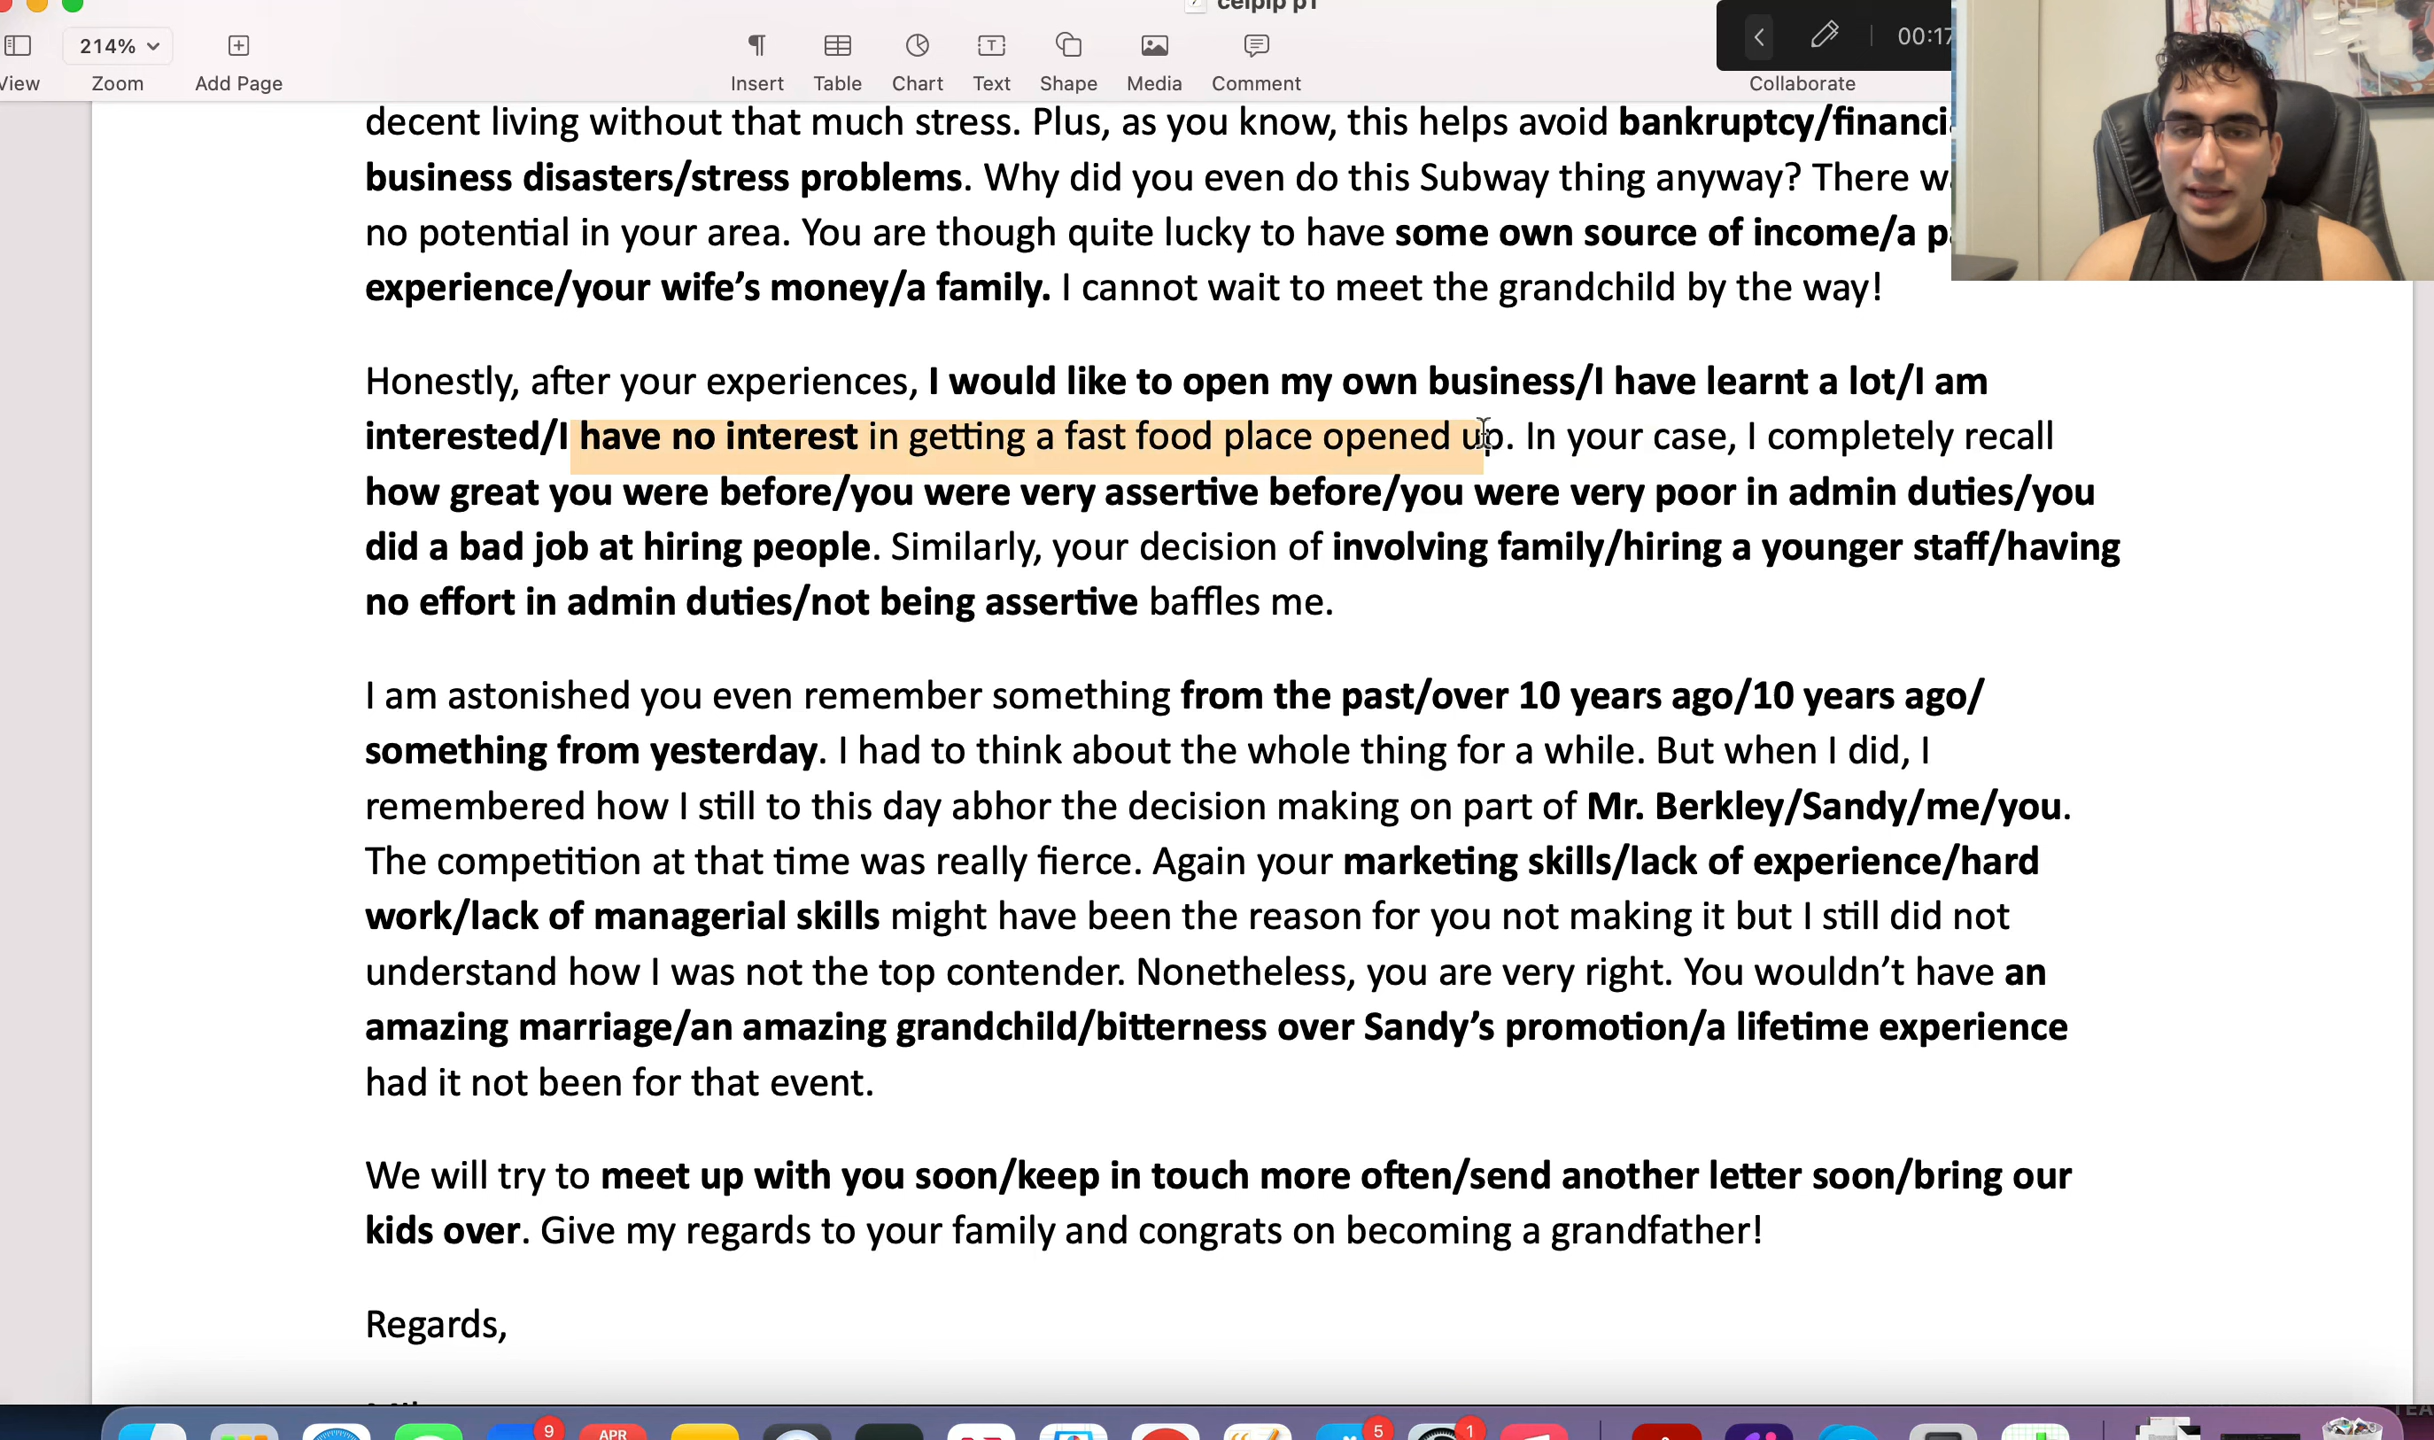 celpip p1
214%
View
Zoom
Add Page
Insert
Table
Chart
Text
Shape
Media
Comment
00:17
Collaborate
decent living without that much stress. Plus, as you know, this helps avoid bankruptcy/
business disasters/stress problems. Why did you even do this Subway thing anyway? There
no potential in your area. You are though quite lucky to have some own source of income/a
experience/your wife's money/a family. I cannot wait to meet the grandchild by the way!
Honestly, after your experiences, I would like to open my own business/I have learnt a lot/I am
interested/I have no interest in getting a fast food place opened up. In your case, I completely recall
how great you were before/you were very assertive before/you were very poor in admin duties/you
did a bad job at hiring people. Similarly, your decision of involving family/hiring a younger staff/having
no effort in admin duties/not being assertive baffles me.
I am astonished you even remember something from the past/over 10 years ago/10 years ago/
something from yesterday. I had to think about the whole thing for a while. But when I did, I
remembered how I still to this day abhor the decision making on part of Mr. Berkley/Sandy/me/you.
The competition at that time was really fierce. Again your marketing skills/lack of experience/hard
work/lack of managerial skills might have been the reason for you not making it but I still did not
understand how I was not the top contender. Nonetheless, you are very right. You wouldn't have an
amazing marriage/an amazing grandchild/bitterness over Sandy's promotion/a lifetime experience
had it not been for that event.
We will try to meet up with you soon/keep in touch more often/send another letter soon/bring our
kids over. Give my regards to your family and congrats on becoming a grandfather!
Regards,
9
APR
5
1